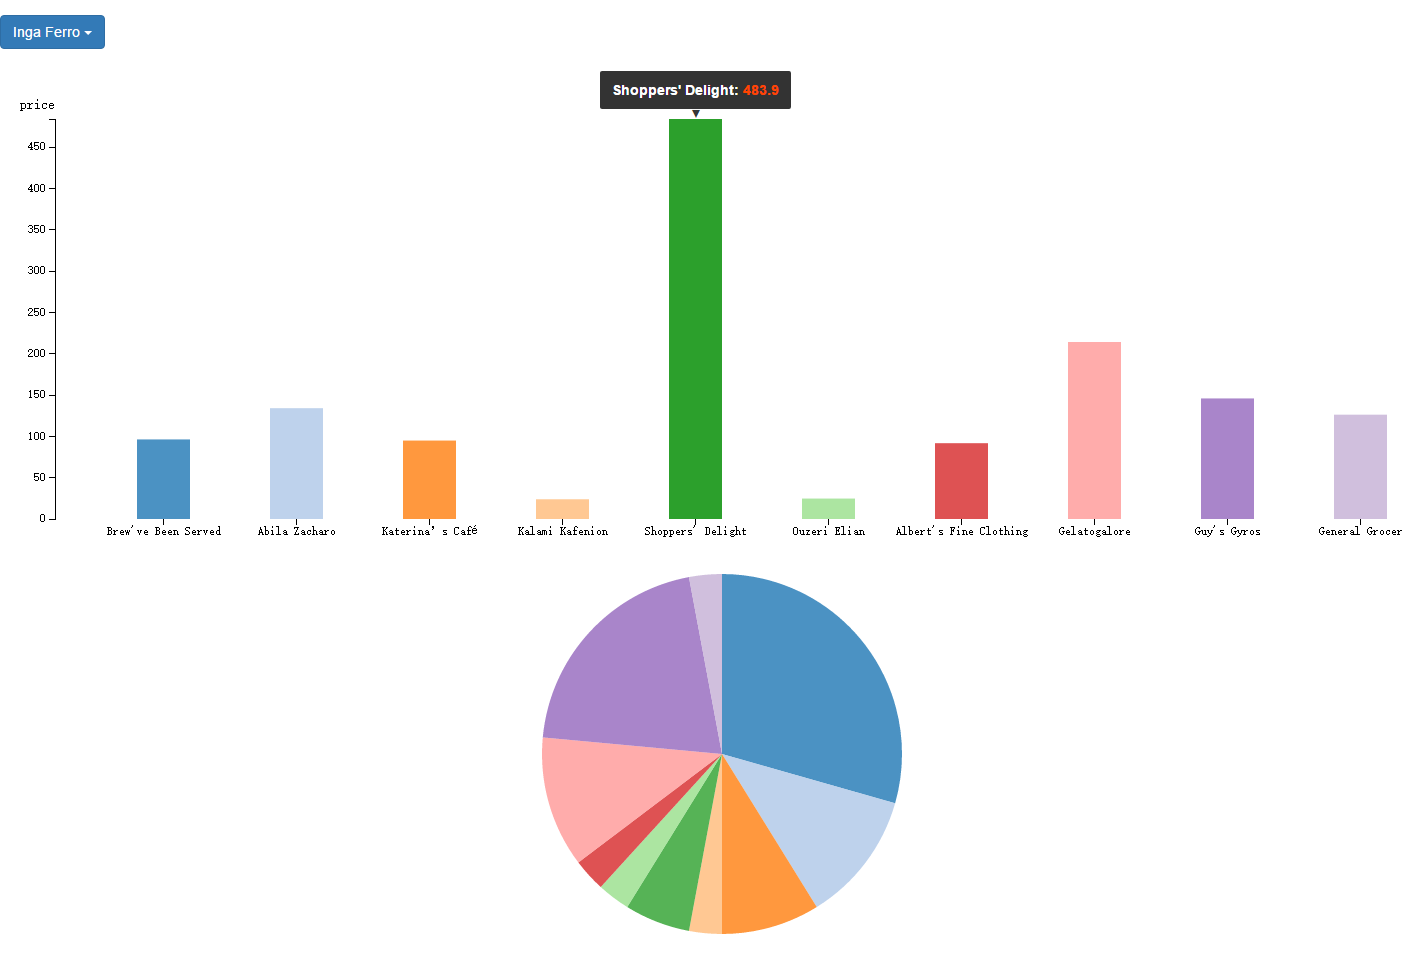 Inga Ferro
Shoppers' Delight: 483.9
price
450
400
350
300
250
200
150
100
50
0
Brew've Been Served Abila Zacharo Katerina's Café Kalami Kafenion Shoppers' Delight Ouzeri Elian Albert's Fine Clothing Gelatogalore Guy's Gyros General Grocer